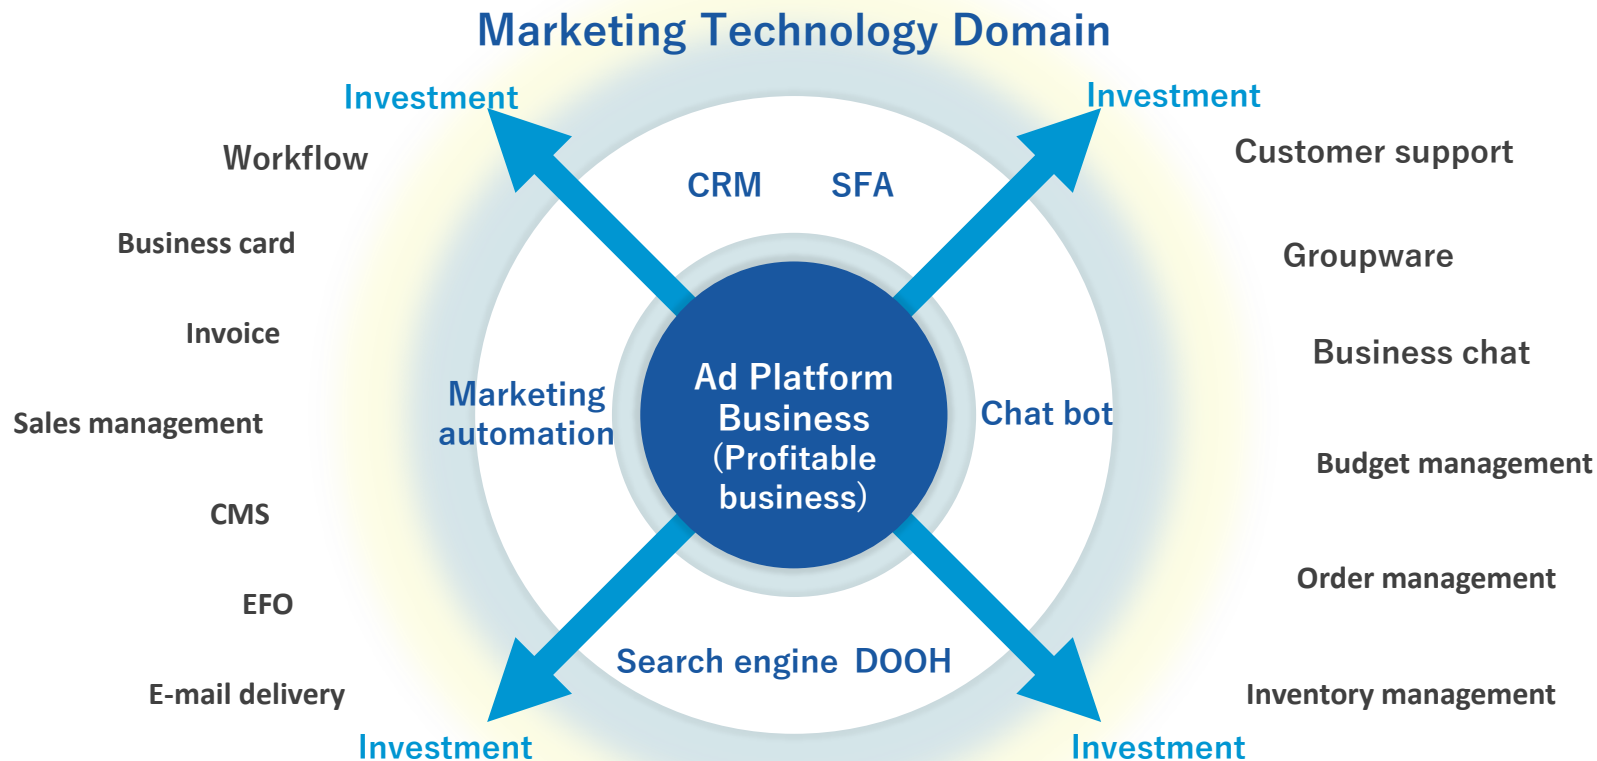 Marketing Technology Domain
Investment
Investment
Workflow
Customer support
CRM
SFA
Business card
Groupware
Invoice
Business chat
Ad Platform
Business
(Profitable
business)
Marketing
automation
Chat bot
Sales management
Budget management
CMS
Order management
EFO
Search engine
DOOH
E-mail delivery
Inventory management
Investment
Investment